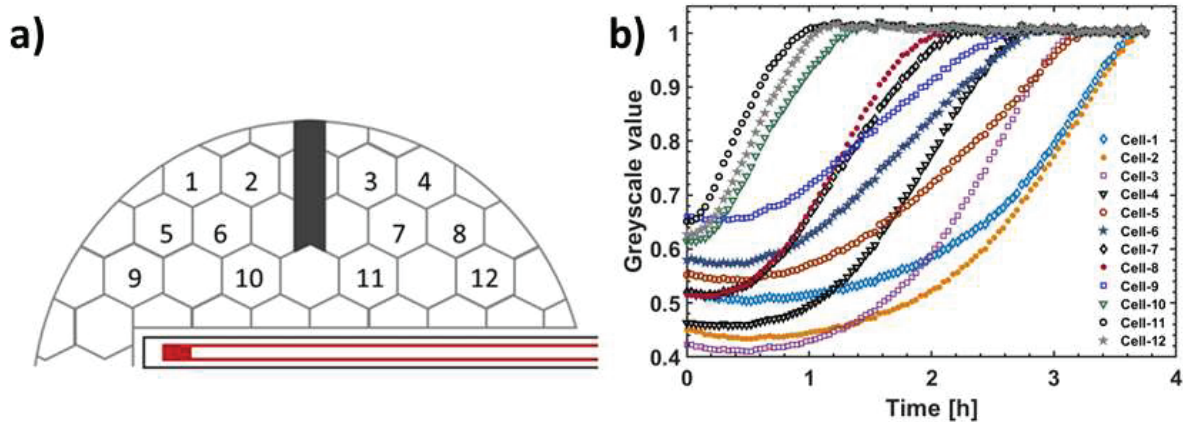 a)
1 2 3 4
5 6 7 8
9 10 11 12
b)
Greyscale value
1
0.9
0.8
0.7
0.6
0.5
0.4
0 1 2 3 4
Time [h]
Cell-1
Cell-2
Cell-3
Cell-4
Cell-5
Cell-6
Cell-7
Cell-8
Cell-9
Cell-10
Cell-11
Cell-12